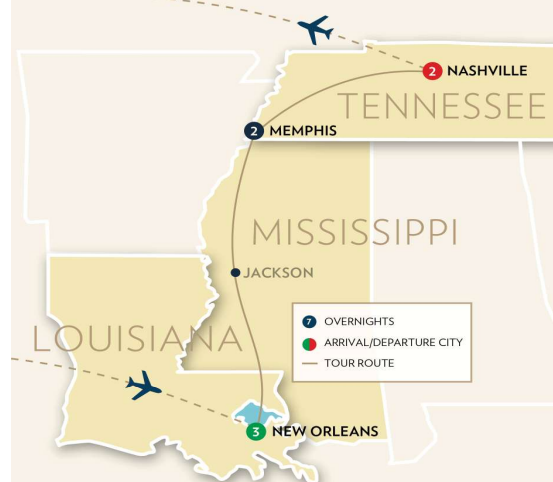 2 NASHVILLE
TENNESSEE
2 MEMPHIS
MISSISSIPPI
JACKSON
LOUISIANA
7 OVERNIGHTS
ARRIVAL/DEPARTURE CITY
TOUR ROUTE
3 NEW ORLEANS